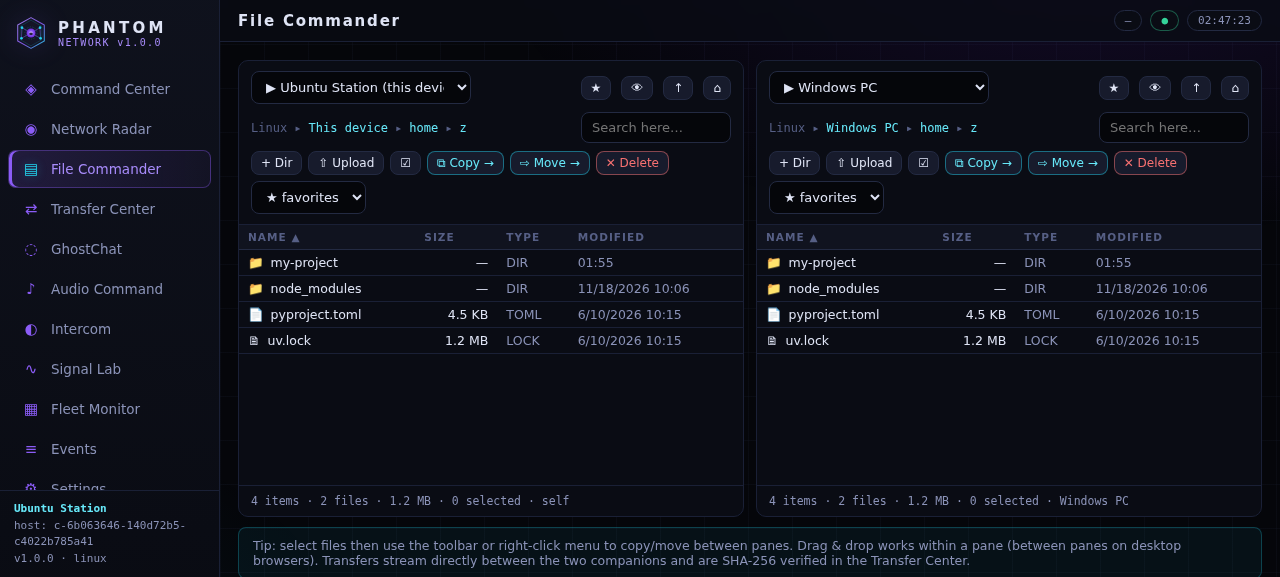 PHANTOM
NETWORK v1.0.0
Command Center
Network Radar
File Commander
Transfer Center
GhostChat
Audio Command
Intercom
Signal Lab
Fleet Monitor
Events
Settings
Ubuntu Station
host: c-6b063646-140d72b5-
c4022b785a41
v1.0.0 · linux
File Commander
— ● 02:47:23
▶ Ubuntu Station (this devi
★ 👁 ↑ ⌂
Linux ▸ This device ▸ home ▸ z
Search here…
+ Dir ⇧ Upload ☑ ⧉ Copy → ⇨ Move → ✕ Delete
★ favorites
NAME ▲ SIZE TYPE MODIFIED
📁 my-project — DIR 01:55
📁 node_modules — DIR 11/18/2026 10:06
📄 pyproject.toml 4.5 KB TOML 6/10/2026 10:15
🗎 uv.lock 1.2 MB LOCK 6/10/2026 10:15
4 items · 2 files · 1.2 MB · 0 selected · self
▶ Windows PC
★ 👁 ↑ ⌂
Linux ▸ Windows PC ▸ home ▸ z
Search here…
+ Dir ⇧ Upload ☑ ⧉ Copy → ⇨ Move → ✕ Delete
★ favorites
NAME ▲ SIZE TYPE MODIFIED
📁 my-project — DIR 01:55
📁 node_modules — DIR 11/18/2026 10:06
📄 pyproject.toml 4.5 KB TOML 6/10/2026 10:15
🗎 uv.lock 1.2 MB LOCK 6/10/2026 10:15
4 items · 2 files · 1.2 MB · 0 selected · Windows PC
Tip: select files then use the toolbar or right-click menu to copy/move between panes. Drag & drop works within a pane (between panes on desktop
browsers). Transfers stream directly between the two companions and are SHA-256 verified in the Transfer Center.